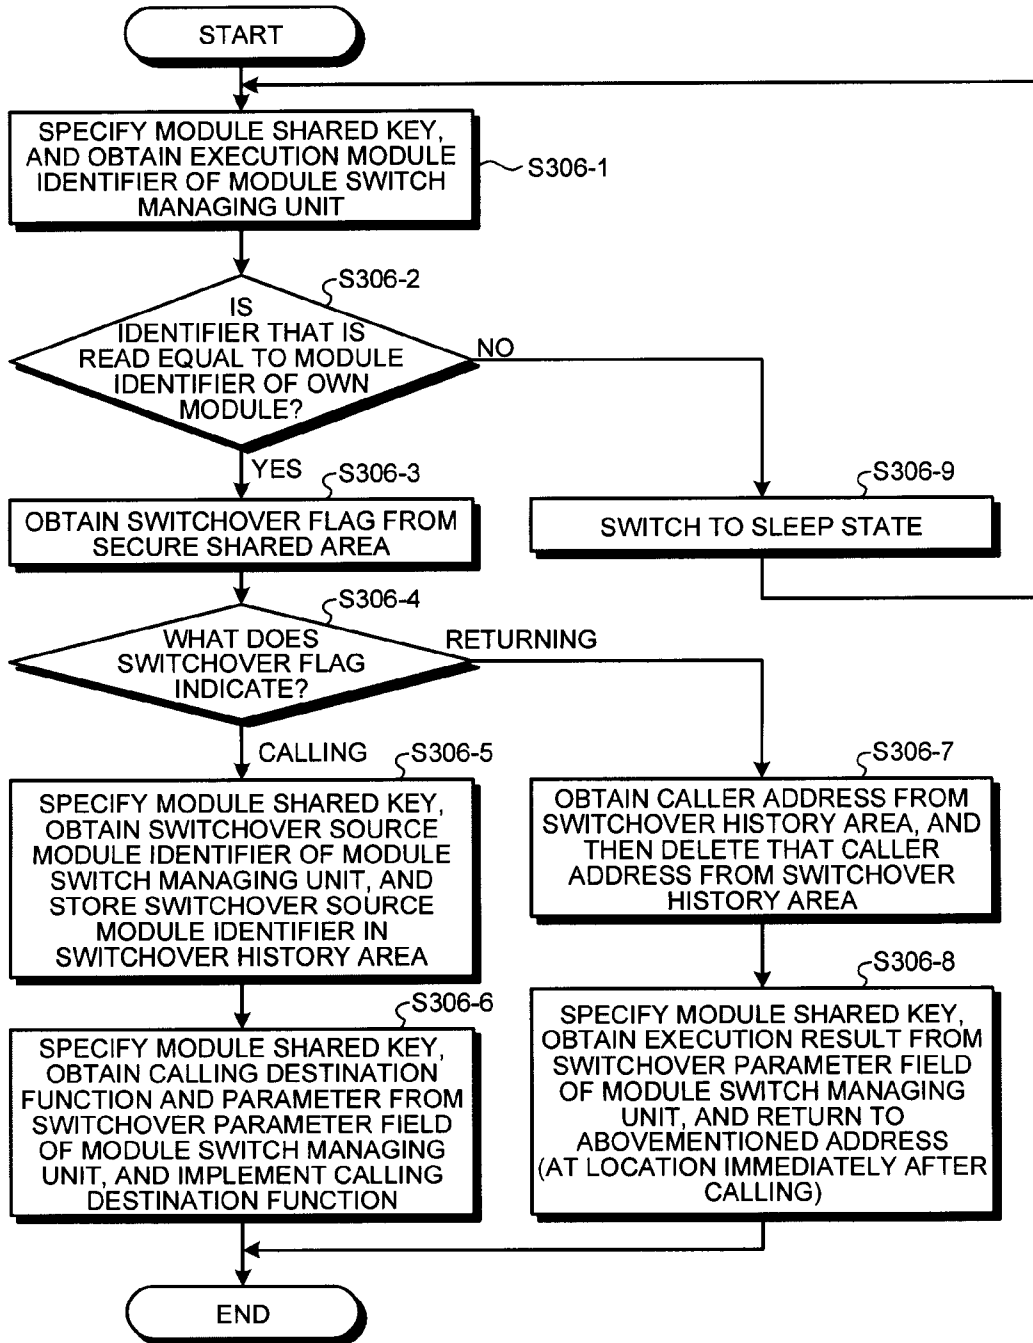 START
SPECIFY MODULE SHARED KEY,
AND OBTAIN EXECUTION MODULE
IDENTIFIER OF MODULE SWITCH
MANAGING UNIT
S306-1
S306-2
IS
IDENTIFIER THAT IS
READ EQUAL TO MODULE
IDENTIFIER OF OWN
MODULE?
NO
YES
S306-3
OBTAIN SWITCHOVER FLAG FROM
SECURE SHARED AREA
S306-9
SWITCH TO SLEEP STATE
S306-4
WHAT DOES
SWITCHOVER FLAG
INDICATE?
RETURNING
CALLING
S306-5
SPECIFY MODULE SHARED KEY,
OBTAIN SWITCHOVER SOURCE
MODULE IDENTIFIER OF MODULE
SWITCH MANAGING UNIT, AND
STORE SWITCHOVER SOURCE
MODULE IDENTIFIER IN
SWITCHOVER HISTORY AREA
S306-7
OBTAIN CALLER ADDRESS FROM
SWITCHOVER HISTORY AREA, AND
THEN DELETE THAT CALLER
ADDRESS FROM SWITCHOVER
HISTORY AREA
S306-6
SPECIFY MODULE SHARED KEY,
OBTAIN CALLING DESTINATION
FUNCTION AND PARAMETER FROM
SWITCHOVER PARAMETER FIELD
OF MODULE SWITCH MANAGING
UNIT, AND IMPLEMENT CALLING
DESTINATION FUNCTION
S306-8
SPECIFY MODULE SHARED KEY,
OBTAIN EXECUTION RESULT FROM
SWITCHOVER PARAMETER FIELD
OF MODULE SWITCH MANAGING
UNIT, AND RETURN TO
ABOVEMENTIONED ADDRESS
(AT LOCATION IMMEDIATELY AFTER
CALLING)
END